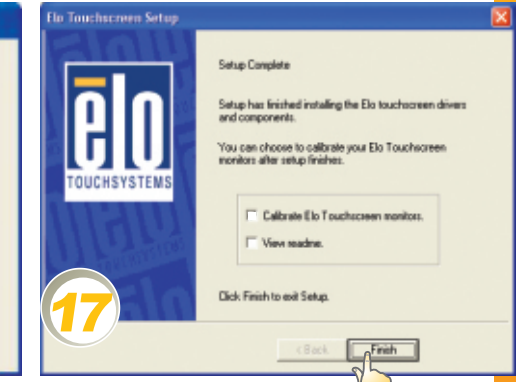 Elo Touchscreen Setup
elo
TOUCHSYSTEMS
Setup Complete
Setup has finished installing the Elo touchscreen drivers
and components.
You can choose to calibrate your Elo Touchscreen
monitors after setup finishes.
Calibrate Elo Touchscreen monitors.
View readme.
Click Finish to exit Setup.
17
< Back
Finish